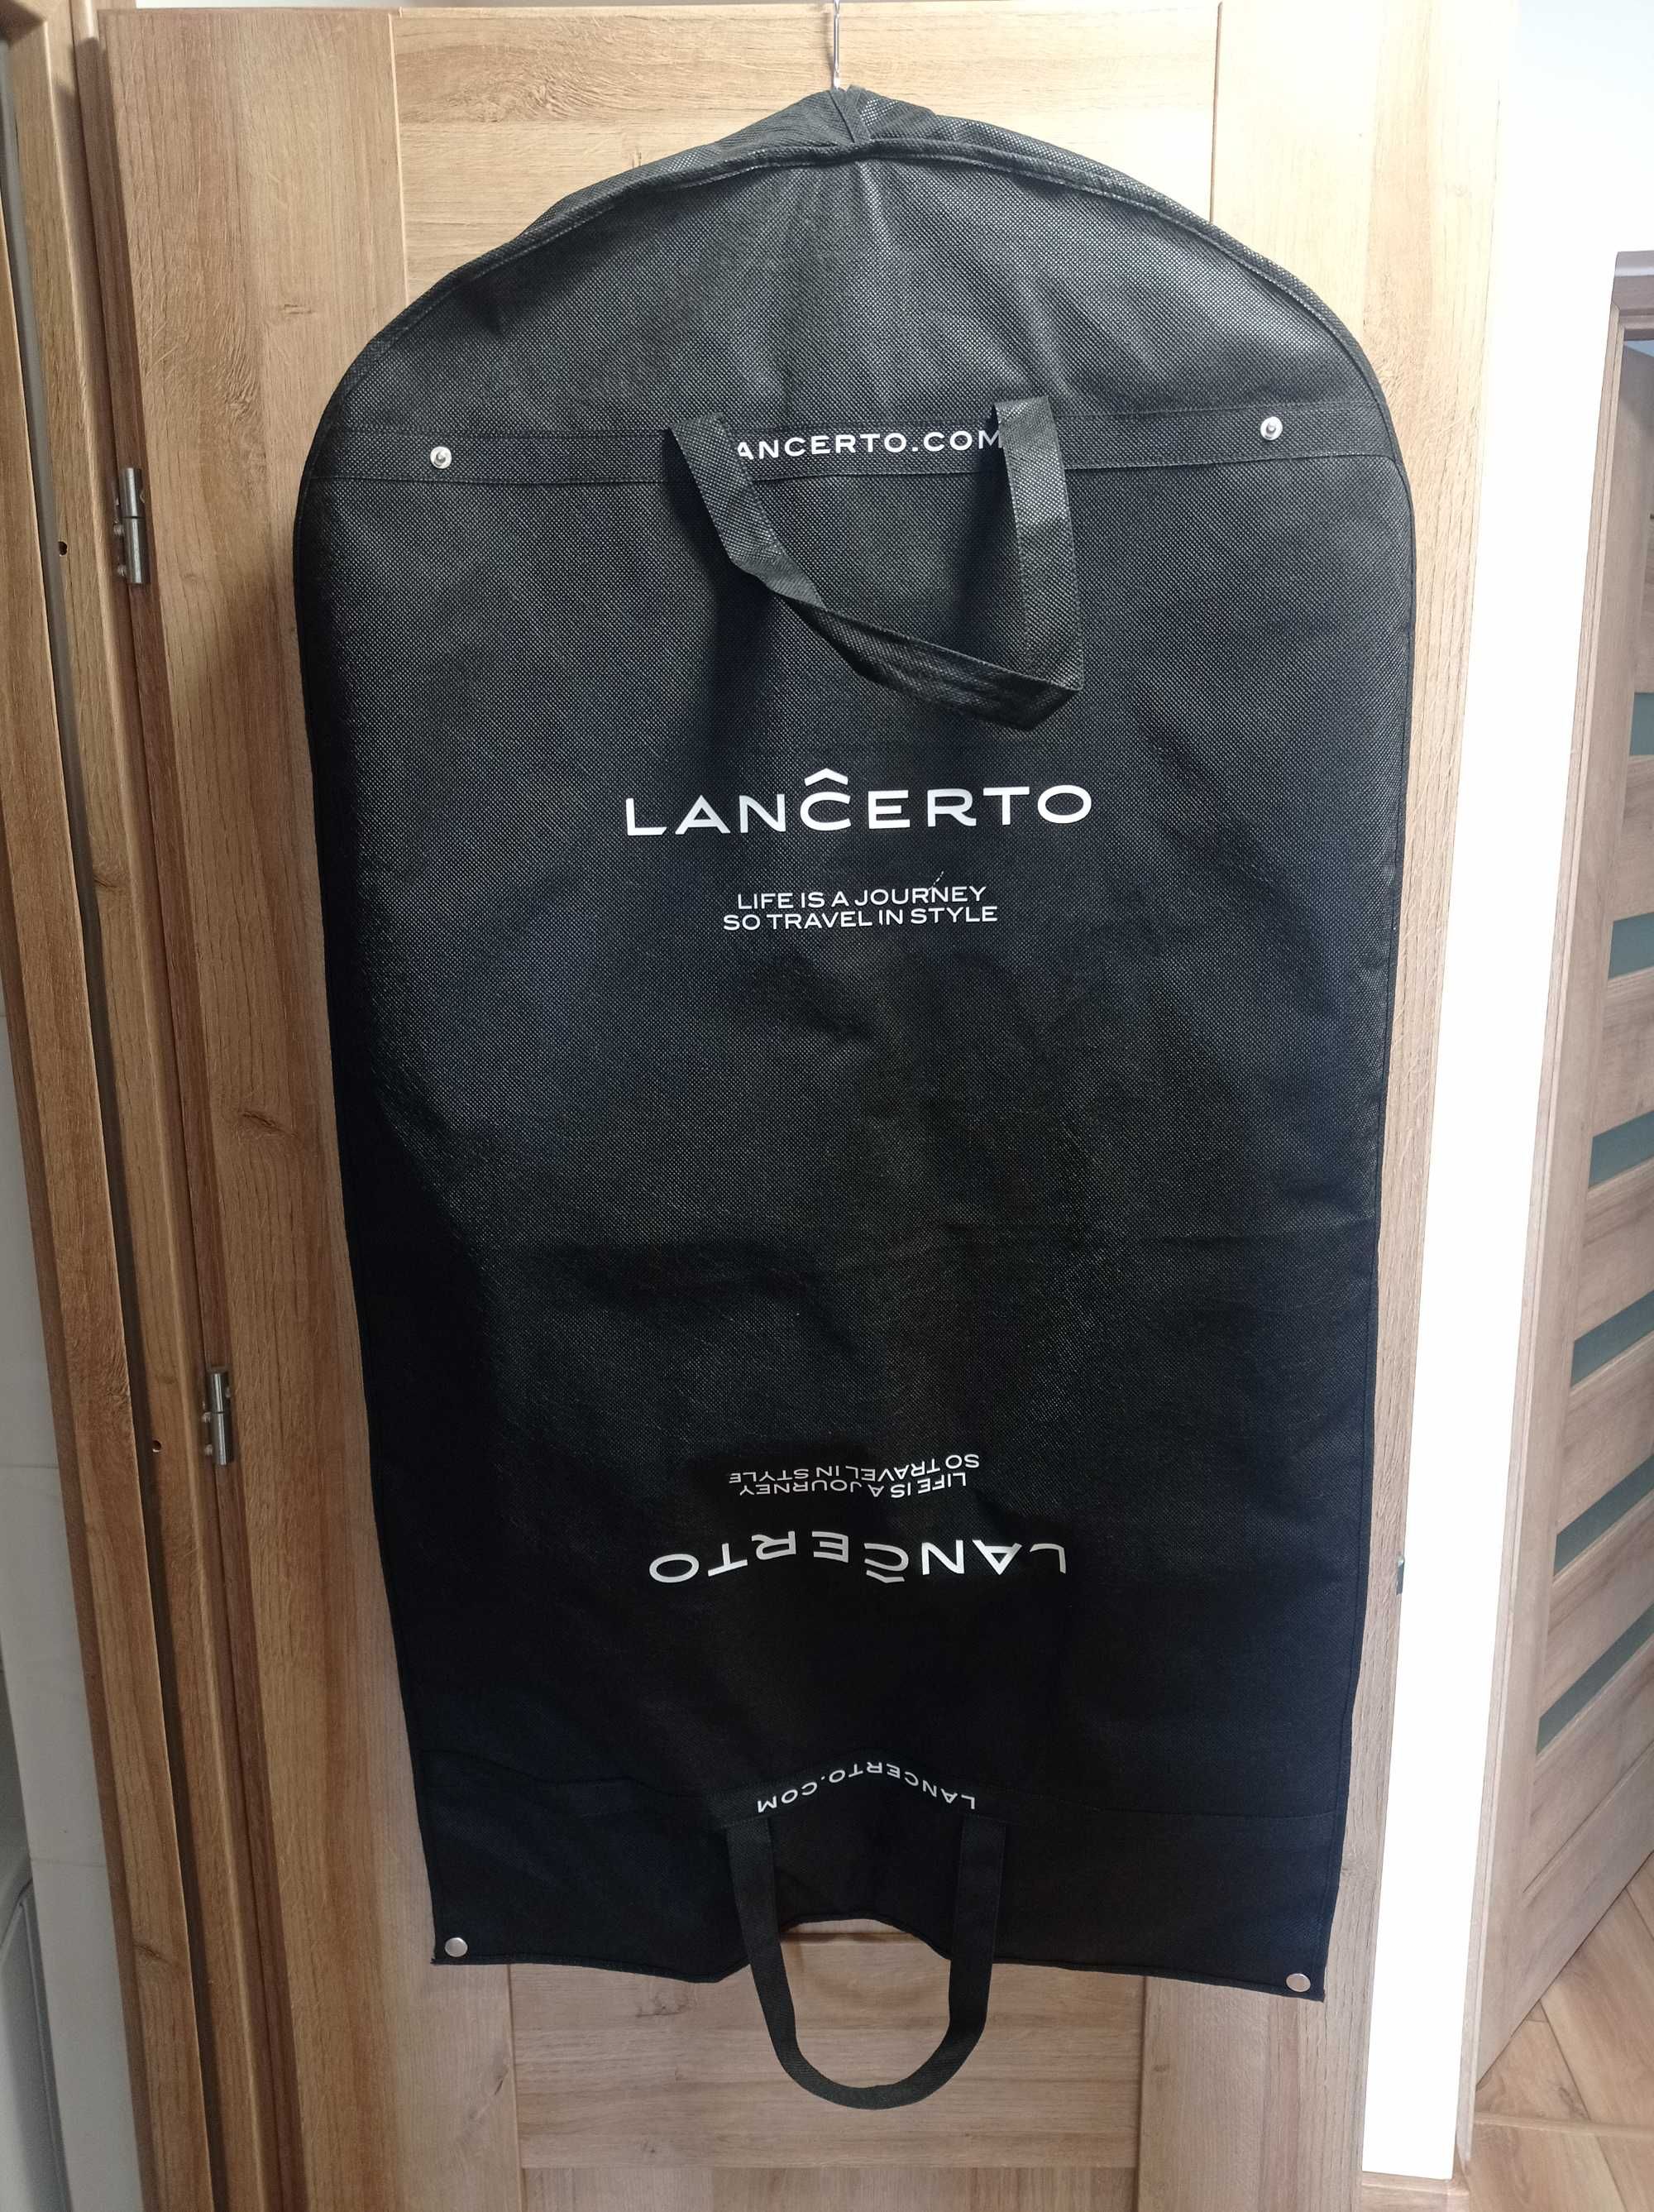 ANCERTO.COM
LANĈERTO
LIFE IS A JOURNEY
SO TRAVEL IN STYLE
LIFE IS A JOURNEY
SO TRAVEL IN STYLE
LANĈERTO
LANCERTO.COM